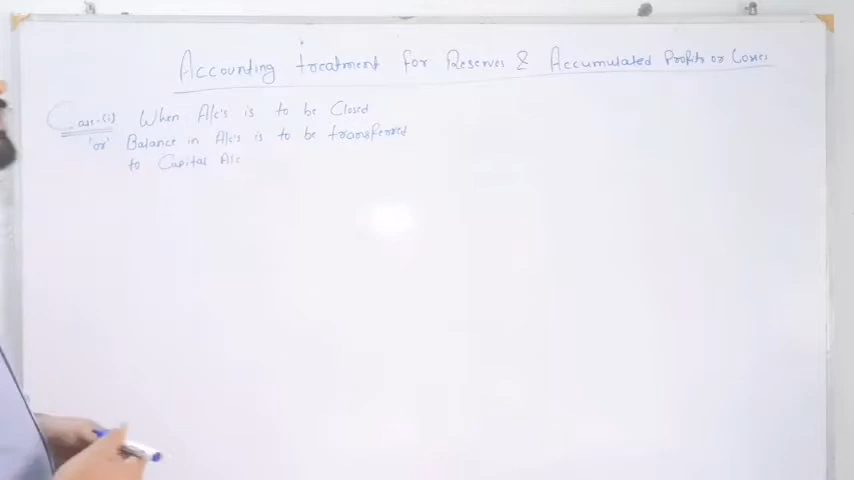 Accounting treatment for Reserves & Accumulated Profits or Losses
Case-(i) When A/c's is to be Closed
'or' Balance in A/c's is to be transferred
to Capital A/c